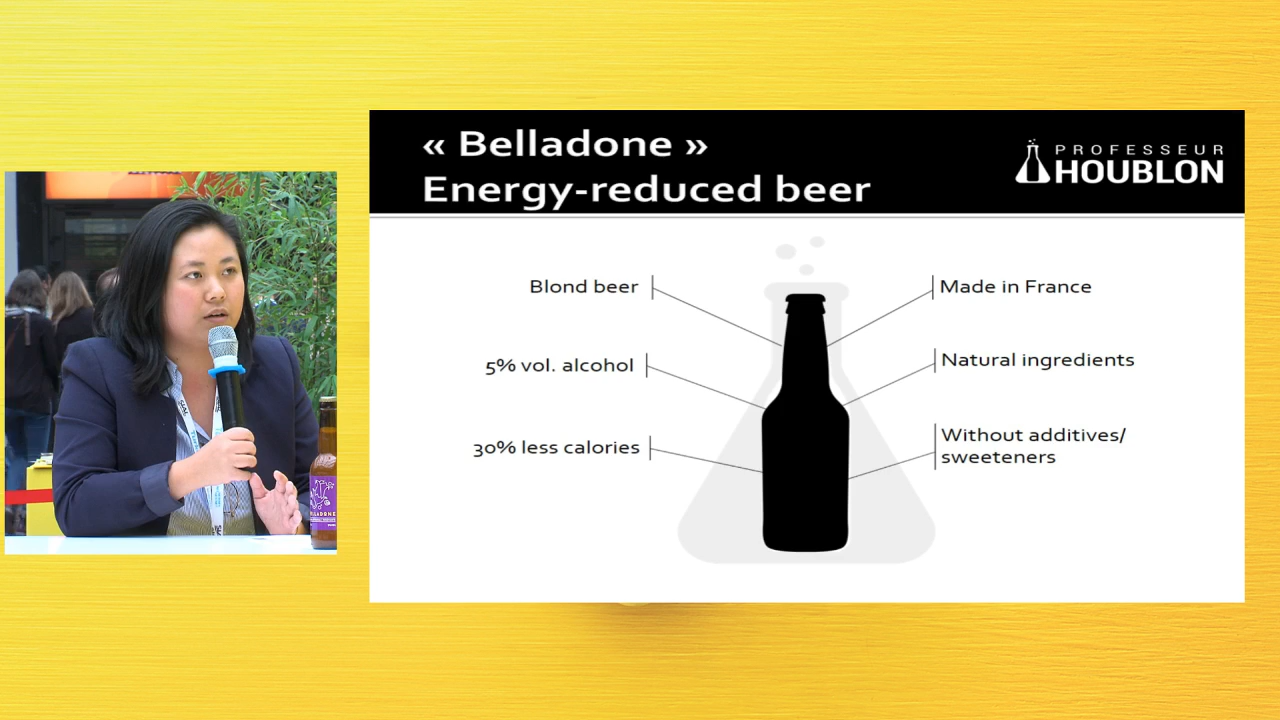 « Belladone »
Energy-reduced beer
PROFESSEUR
HOUBLON
Blond beer
Made in France
5% vol. alcohol
Natural ingredients
30% less calories
Without additives/
sweeteners